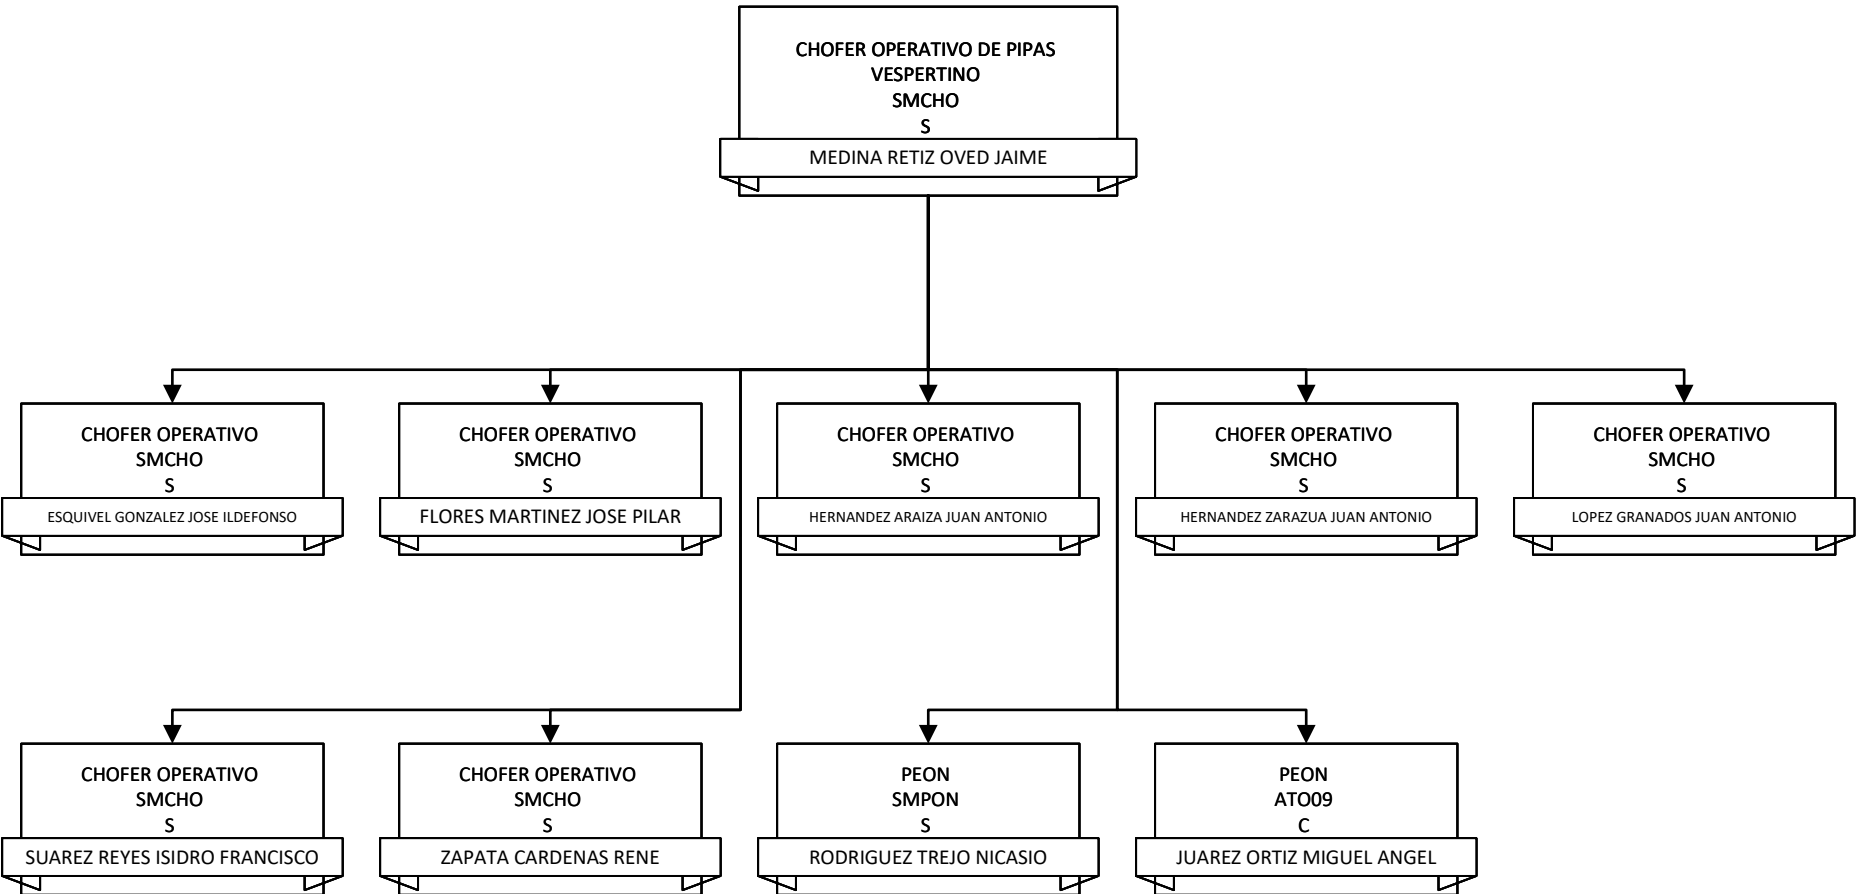 CHOFER OPERATIVO DE PIPAS
VESPERTINO
SMCHO
S
MEDINA RETIZ OVED JAIME
CHOFER OPERATIVO
SMCHO
S
ESQUIVEL GONZALEZ JOSE ILDEFONSO
CHOFER OPERATIVO
SMCHO
S
FLORES MARTINEZ JOSE PILAR
CHOFER OPERATIVO
SMCHO
S
HERNANDEZ ARAIZA JUAN ANTONIO
CHOFER OPERATIVO
SMCHO
S
HERNANDEZ ZARAZUA JUAN ANTONIO
CHOFER OPERATIVO
SMCHO
S
LOPEZ GRANADOS JUAN ANTONIO
CHOFER OPERATIVO
SMCHO
S
SUAREZ REYES ISIDRO FRANCISCO
CHOFER OPERATIVO
SMCHO
S
ZAPATA CARDENAS RENE
PEON
SMPON
S
RODRIGUEZ TREJO NICASIO
PEON
ATO09
C
JUAREZ ORTIZ MIGUEL ANGEL